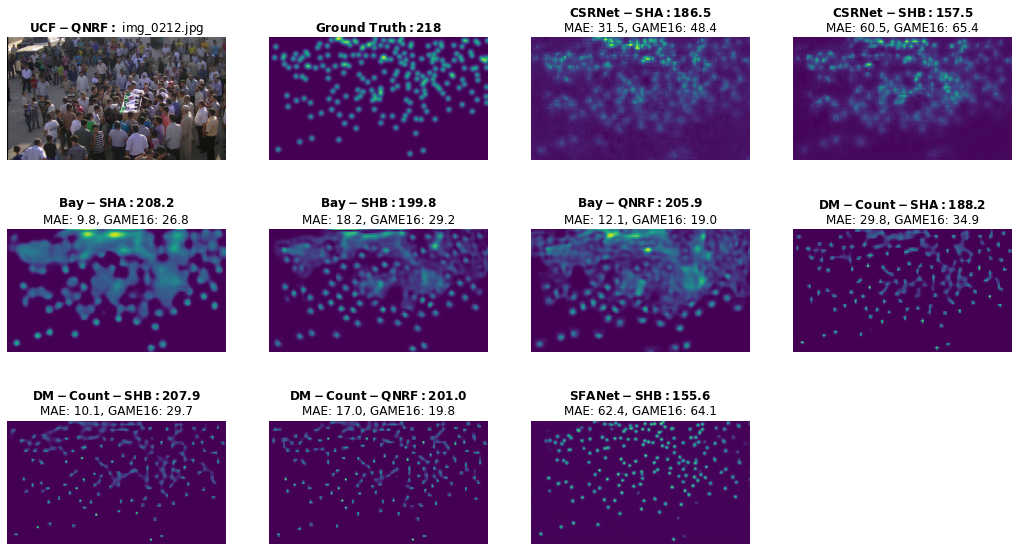 UCF − QNRF : img_0212.jpg
Ground Truth : 218
CSRNet − SHA : 186.5
MAE: 31.5, GAME16: 48.4
CSRNet − SHB : 157.5
MAE: 60.5, GAME16: 65.4
Bay − SHA : 208.2
MAE: 9.8, GAME16: 26.8
Bay − SHB : 199.8
MAE: 18.2, GAME16: 29.2
Bay − QNRF : 205.9
MAE: 12.1, GAME16: 19.0
DM − Count − SHA : 188.2
MAE: 29.8, GAME16: 34.9
DM − Count − SHB : 207.9
MAE: 10.1, GAME16: 29.7
DM − Count − QNRF : 201.0
MAE: 17.0, GAME16: 19.8
SFANet − SHB : 155.6
MAE: 62.4, GAME16: 64.1